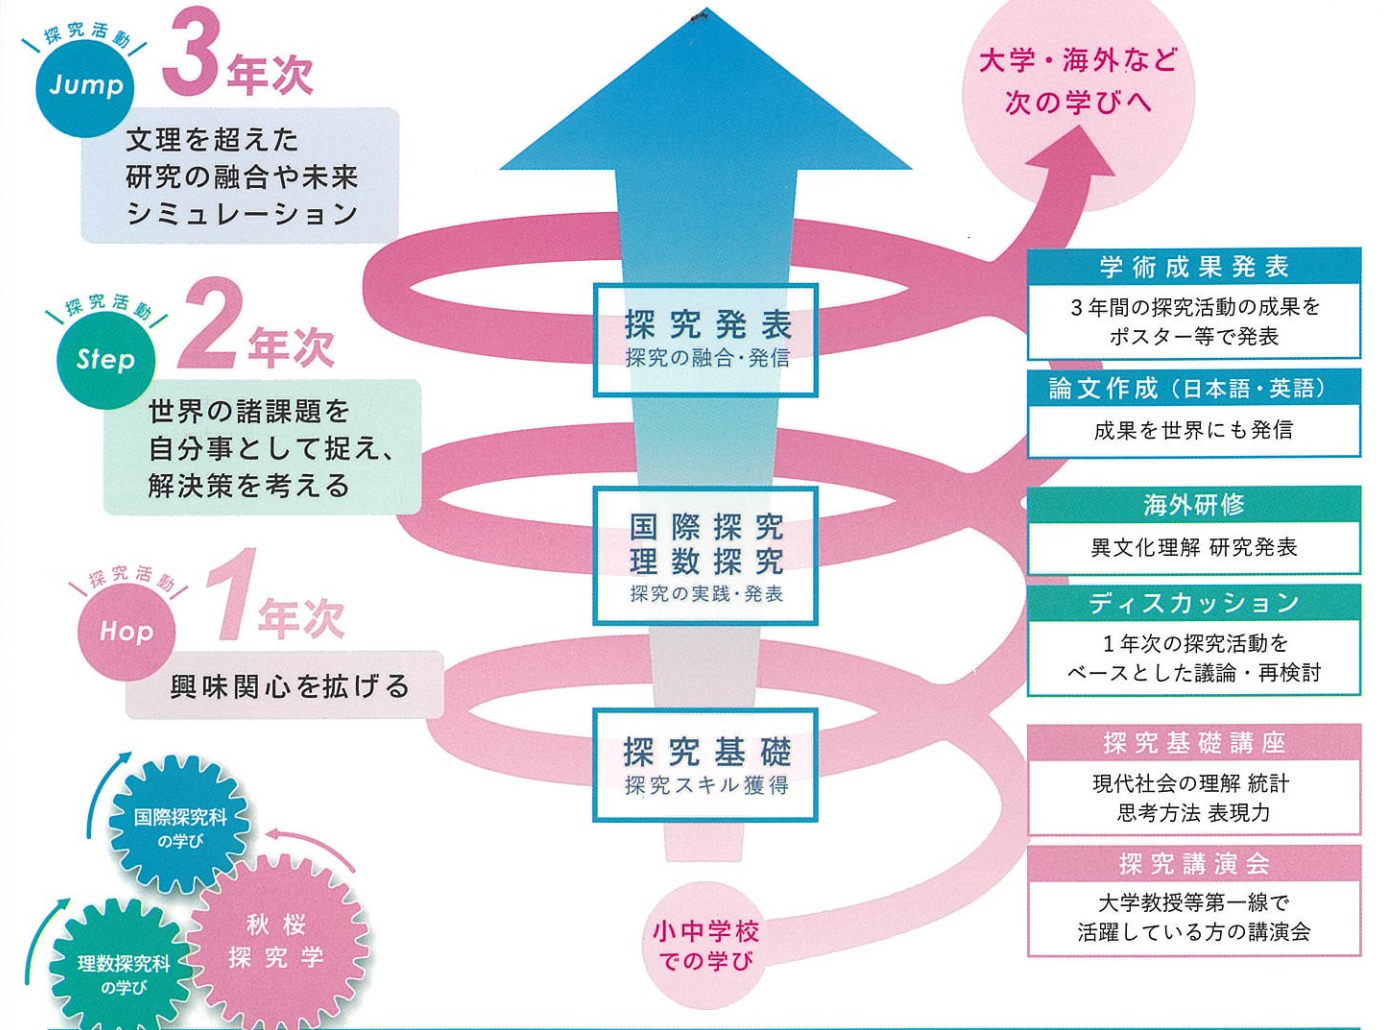 探究活動
Jump
3年次
文理を超えた
研究の融合や未来
シミュレーション
探究活動
Step
2年次
世界の諸課題を
自分事として捉え、
解決策を考える
探究活動
Hop
1年次
興味関心を拡げる
国際探究科
の学び
秋桜
探究学
理数探究科
の学び
探究発表
探究の融合・発信
国際探究
理数探究
探究の実践・発表
探究基礎
探究スキル獲得
小中学校
での学び
大学・海外など
次の学びへ
学術成果発表
3年間の探究活動の成果を
ポスター等で発表
論文作成（日本語・英語）
成果を世界にも発信
海外研修
異文化理解 研究発表
ディスカッション
1年次の探究活動を
ベースとした議論・再検討
探究基礎講座
現代社会の理解 統計
思考方法 表現力
探究講演会
大学教授等第一線で
活躍している方の講演会